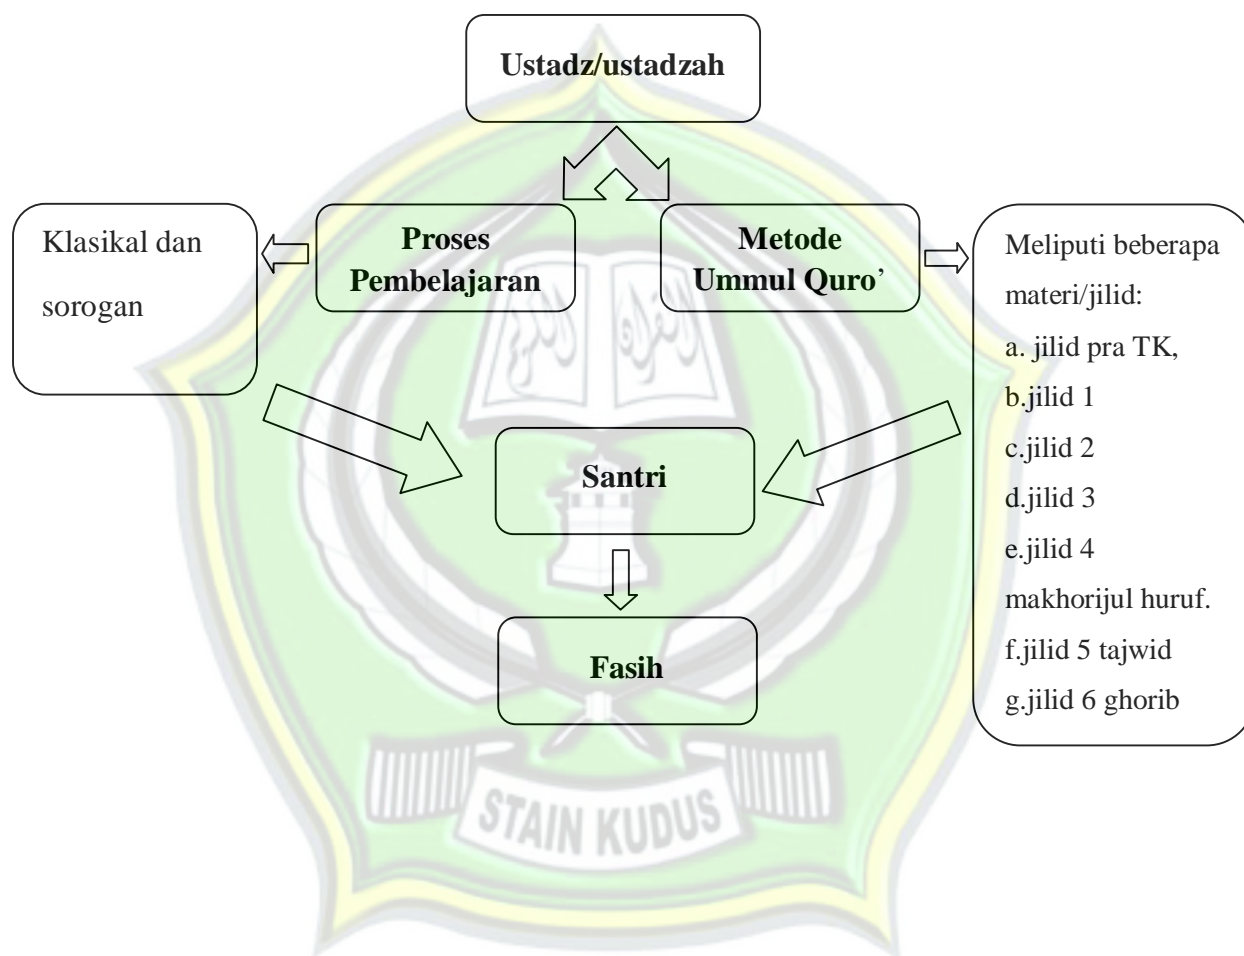 Ustadz/ustadzah
Klasikal dan
sorogan
Proses
Pembelajaran
Metode
Ummul Quro’
Meliputi beberapa
materi/jilid:
a. jilid pra TK,
b.jilid 1
c.jilid 2
d.jilid 3
e.jilid 4
makhorijul huruf.
f.jilid 5 tajwid
g.jilid 6 ghorib
Santri
Fasih
STAIN KUDUS